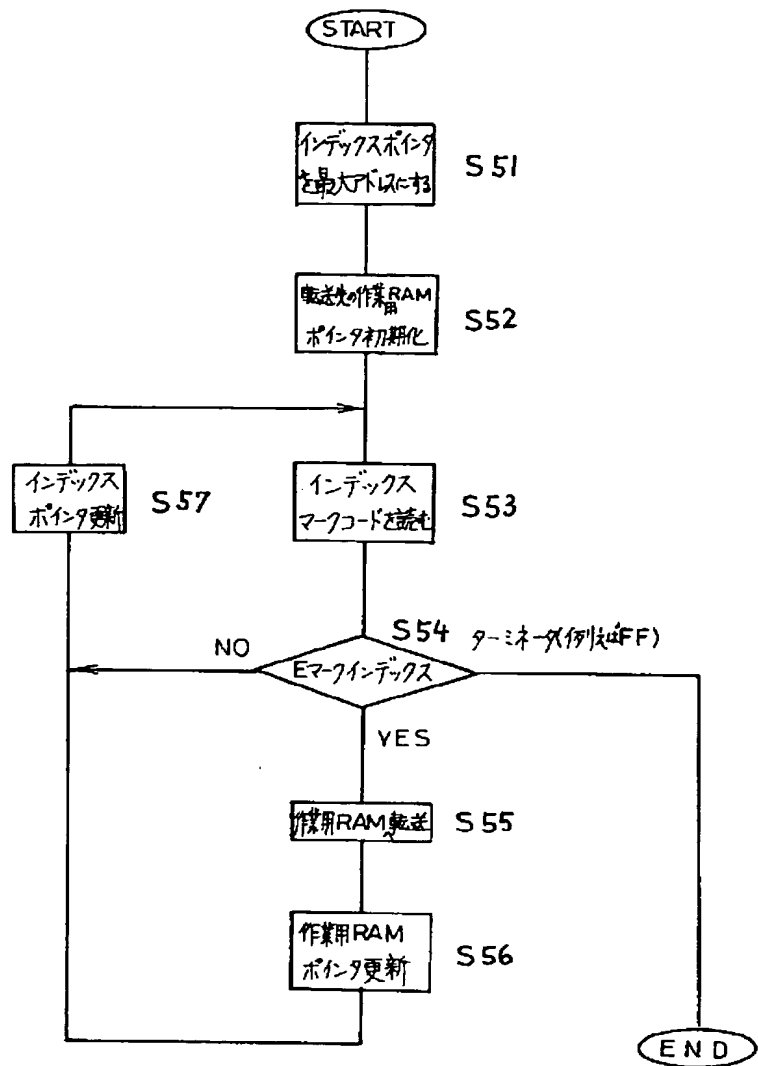 START
インデックスポインタ
を最大アドレスにする
S51
転送先の作業用RAM
ポインタ初期化
S52
インデックス
ポインタ更新
S57
インデックス
マークコードを読む
S53
S54
ターミネータ(例えばFF)
NO
Eマークインデックス
YES
作業用RAMへ転送
S55
作業用RAM
ポインタ更新
S56
END